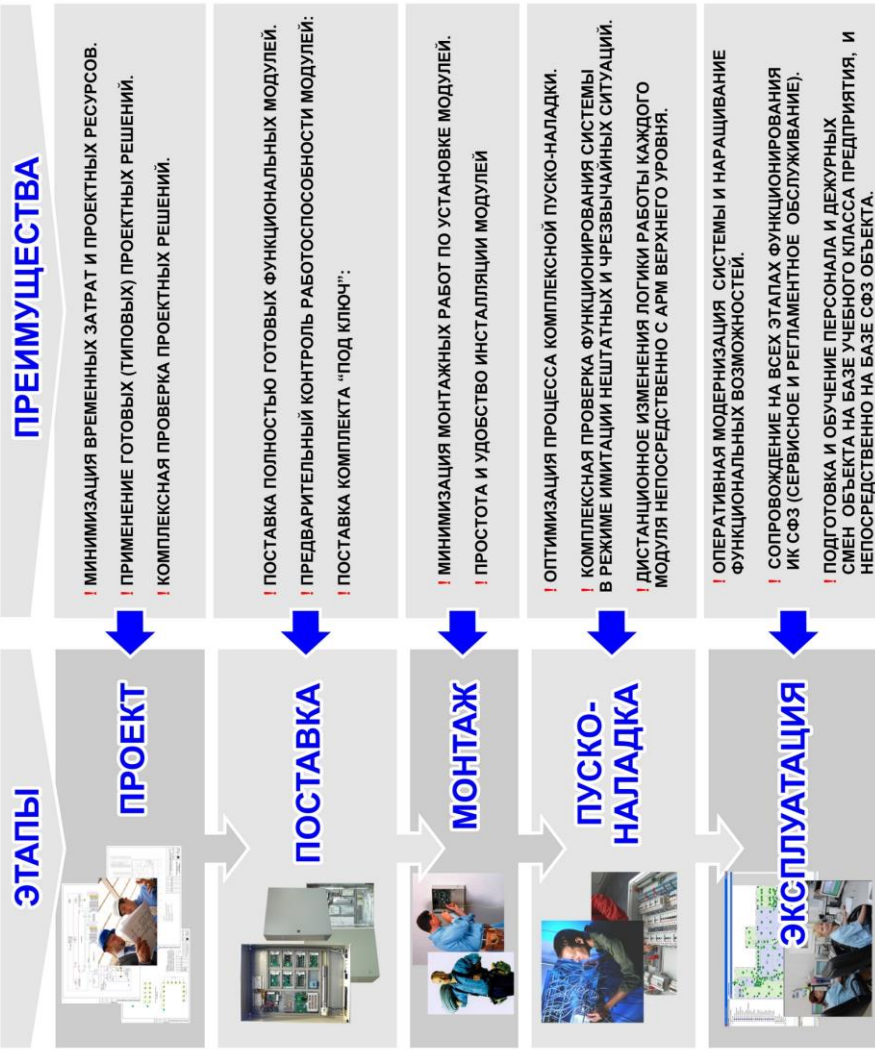 ЭТАПЫ
ПРЕИМУЩЕСТВА
ПРОЕКТ
! МИНИМИЗАЦИЯ ВРЕМЕННЫХ ЗАТРАТ И ПРОЕКТНЫХ РЕСУРСОВ.
! ПРИМЕНЕНИЕ ГОТОВЫХ (ТИПОВЫХ) ПРОЕКТНЫХ РЕШЕНИЙ.
! КОМПЛЕКСНАЯ ПРОВЕРКА ПРОЕКТНЫХ РЕШЕНИЙ.
ПОСТАВКА
! ПОСТАВКА ПОЛНОСТЬЮ ГОТОВЫХ ФУНКЦИОНАЛЬНЫХ МОДУЛЕЙ.
! ПРЕДВАРИТЕЛЬНЫЙ КОНТРОЛЬ РАБОТОСПОСОБНОСТИ МОДУЛЕЙ:
! ПОСТАВКА КОМПЛЕКТА “ПОД КЛЮЧ”:
МОНТАЖ
! МИНИМИЗАЦИЯ МОНТАЖНЫХ РАБОТ ПО УСТАНОВКЕ МОДУЛЕЙ.
! ПРОСТОТА И УДОБСТВО ИНСТАЛЛЯЦИИ МОДУЛЕЙ
ПУСКО-
НАЛАДКА
! ОПТИМИЗАЦИЯ ПРОЦЕССА КОМПЛЕКСНОЙ ПУСКО-НАЛАДКИ.
! КОМПЛЕКСНАЯ ПРОВЕРКА ФУНКЦИОНИРОВАНИЯ СИСТЕМЫ
В РЕЖИМЕ ИМИТАЦИИ НЕШТАТНЫХ И ЧРЕЗВЫЧАЙНЫХ СИТУАЦИЙ.
! ДИСТАНЦИОННОЕ ИЗМЕНЕНИЯ ЛОГИКИ РАБОТЫ КАЖДОГО
МОДУЛЯ НЕПОСРЕДСТВЕННО С АРМ ВЕРХНЕГО УРОВНЯ.
ЭКСПЛУАТАЦИЯ
! ОПЕРАТИВНАЯ МОДЕРНИЗАЦИЯ СИСТЕМЫ И НАРАЩИВАНИЕ
ФУНКЦИОНАЛЬНЫХ ВОЗМОЖНОСТЕЙ.
! СОПРОВОЖДЕНИЕ НА ВСЕХ ЭТАПАХ ФУНКЦИОНИРОВАНИЯ
ИК СФЗ (СЕРВИСНОЕ И РЕГЛАМЕНТНОЕ ОБСЛУЖИВАНИЕ).
! ПОДГОТОВКА И ОБУЧЕНИЕ ПЕРСОНАЛА И ДЕЖУРНЫХ
СМЕН ОБЪЕКТА НА БАЗЕ УЧЕБНОГО КЛАССА ПРЕДПРИЯТИЯ, И
НЕПОСРЕДСТВЕННО НА БАЗЕ СФЗ ОБЪЕКТА.